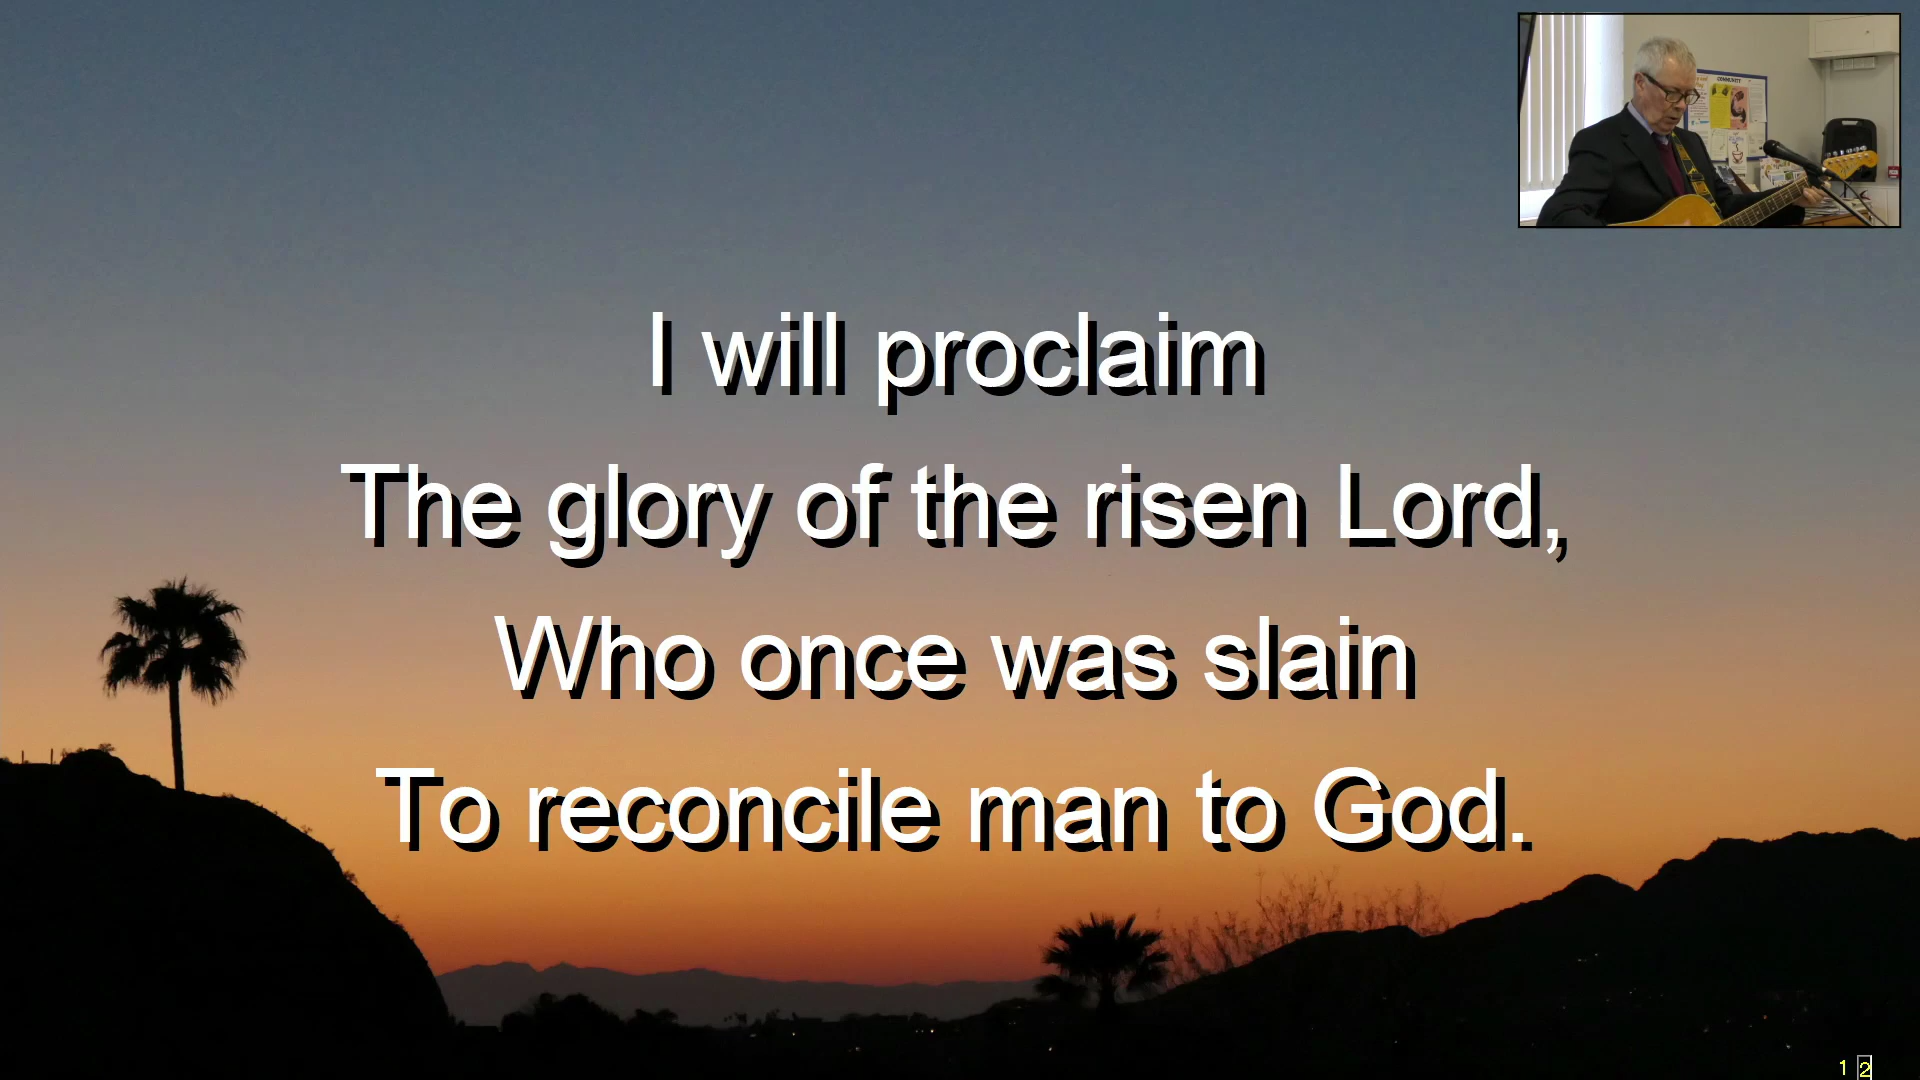 COMMUNITY
I will proclaim
The glory of the risen Lord,
Who once was slain
To reconcile man to God.
1 2